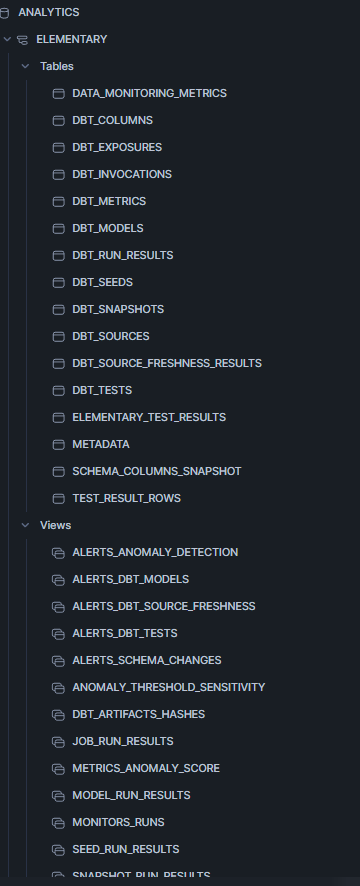 ANALYTICS
ELEMENTARY
Tables
DATA_MONITORING_METRICS
DBT_COLUMNS
DBT_EXPOSURES
DBT_INVOCATIONS
DBT_METRICS
DBT_MODELS
DBT_RUN_RESULTS
DBT_SEEDS
DBT_SNAPSHOTS
DBT_SOURCES
DBT_SOURCE_FRESHNESS_RESULTS
DBT_TESTS
ELEMENTARY_TEST_RESULTS
METADATA
SCHEMA_COLUMNS_SNAPSHOT
TEST_RESULT_ROWS
Views
ALERTS_ANOMALY_DETECTION
ALERTS_DBT_MODELS
ALERTS_DBT_SOURCE_FRESHNESS
ALERTS_DBT_TESTS
ALERTS_SCHEMA_CHANGES
ANOMALY_THRESHOLD_SENSITIVITY
DBT_ARTIFACTS_HASHES
JOB_RUN_RESULTS
METRICS_ANOMALY_SCORE
MODEL_RUN_RESULTS
MONITORS_RUNS
SEED_RUN_RESULTS
SNAPSHOT_RUN_RESULTS